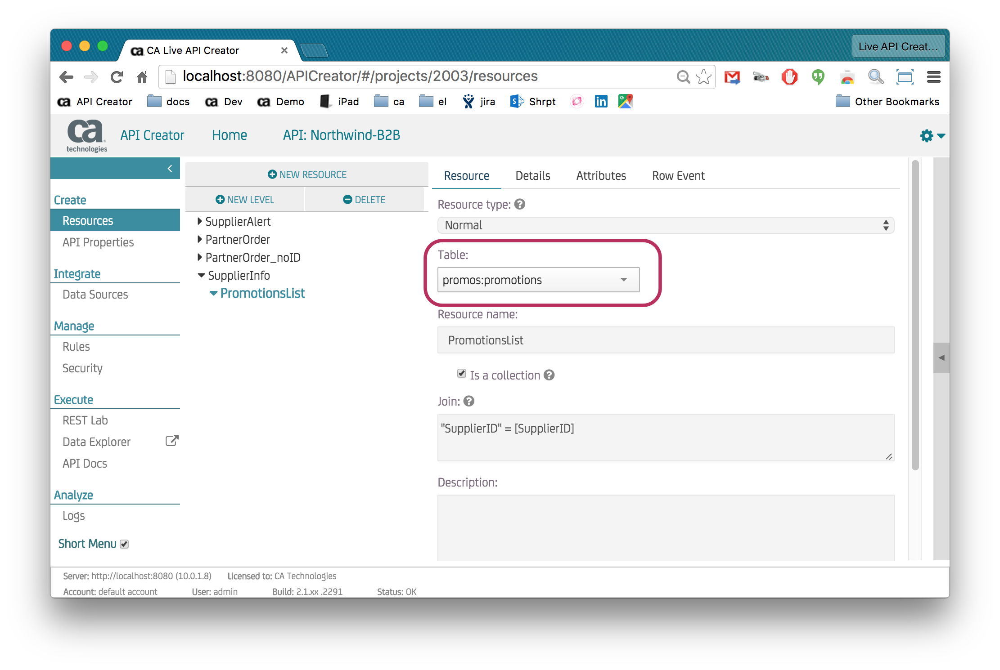 CA Live API Creator
Live API Creat...
localhost:8080/APICreator/#/projects/2003/resources
API Creator docs Dev Demo iPad ca el jira Shrpt Other Bookmarks
ca technologies
API Creator Home API: Northwind-B2B
Create
Resources
API Properties
Integrate
Data Sources
Manage
Rules
Security
Execute
REST Lab
Data Explorer
API Docs
Analyze
Logs
Short Menu
NEW RESOURCE
NEW LEVEL DELETE
SupplierAlert
PartnerOrder
PartnerOrder_noID
SupplierInfo
PromotionsList
Resource Details Attributes Row Event
Resource type:
Normal
Table:
promos:promotions
Resource name:
PromotionsList
Is a collection
Join:
"SupplierID" = [SupplierID]
Description:
Server: http://localhost:8080 (10.0.1.8) Licensed to: CA Technologies
Account: default account User: admin Build: 2.1.xx .2291 Status: OK